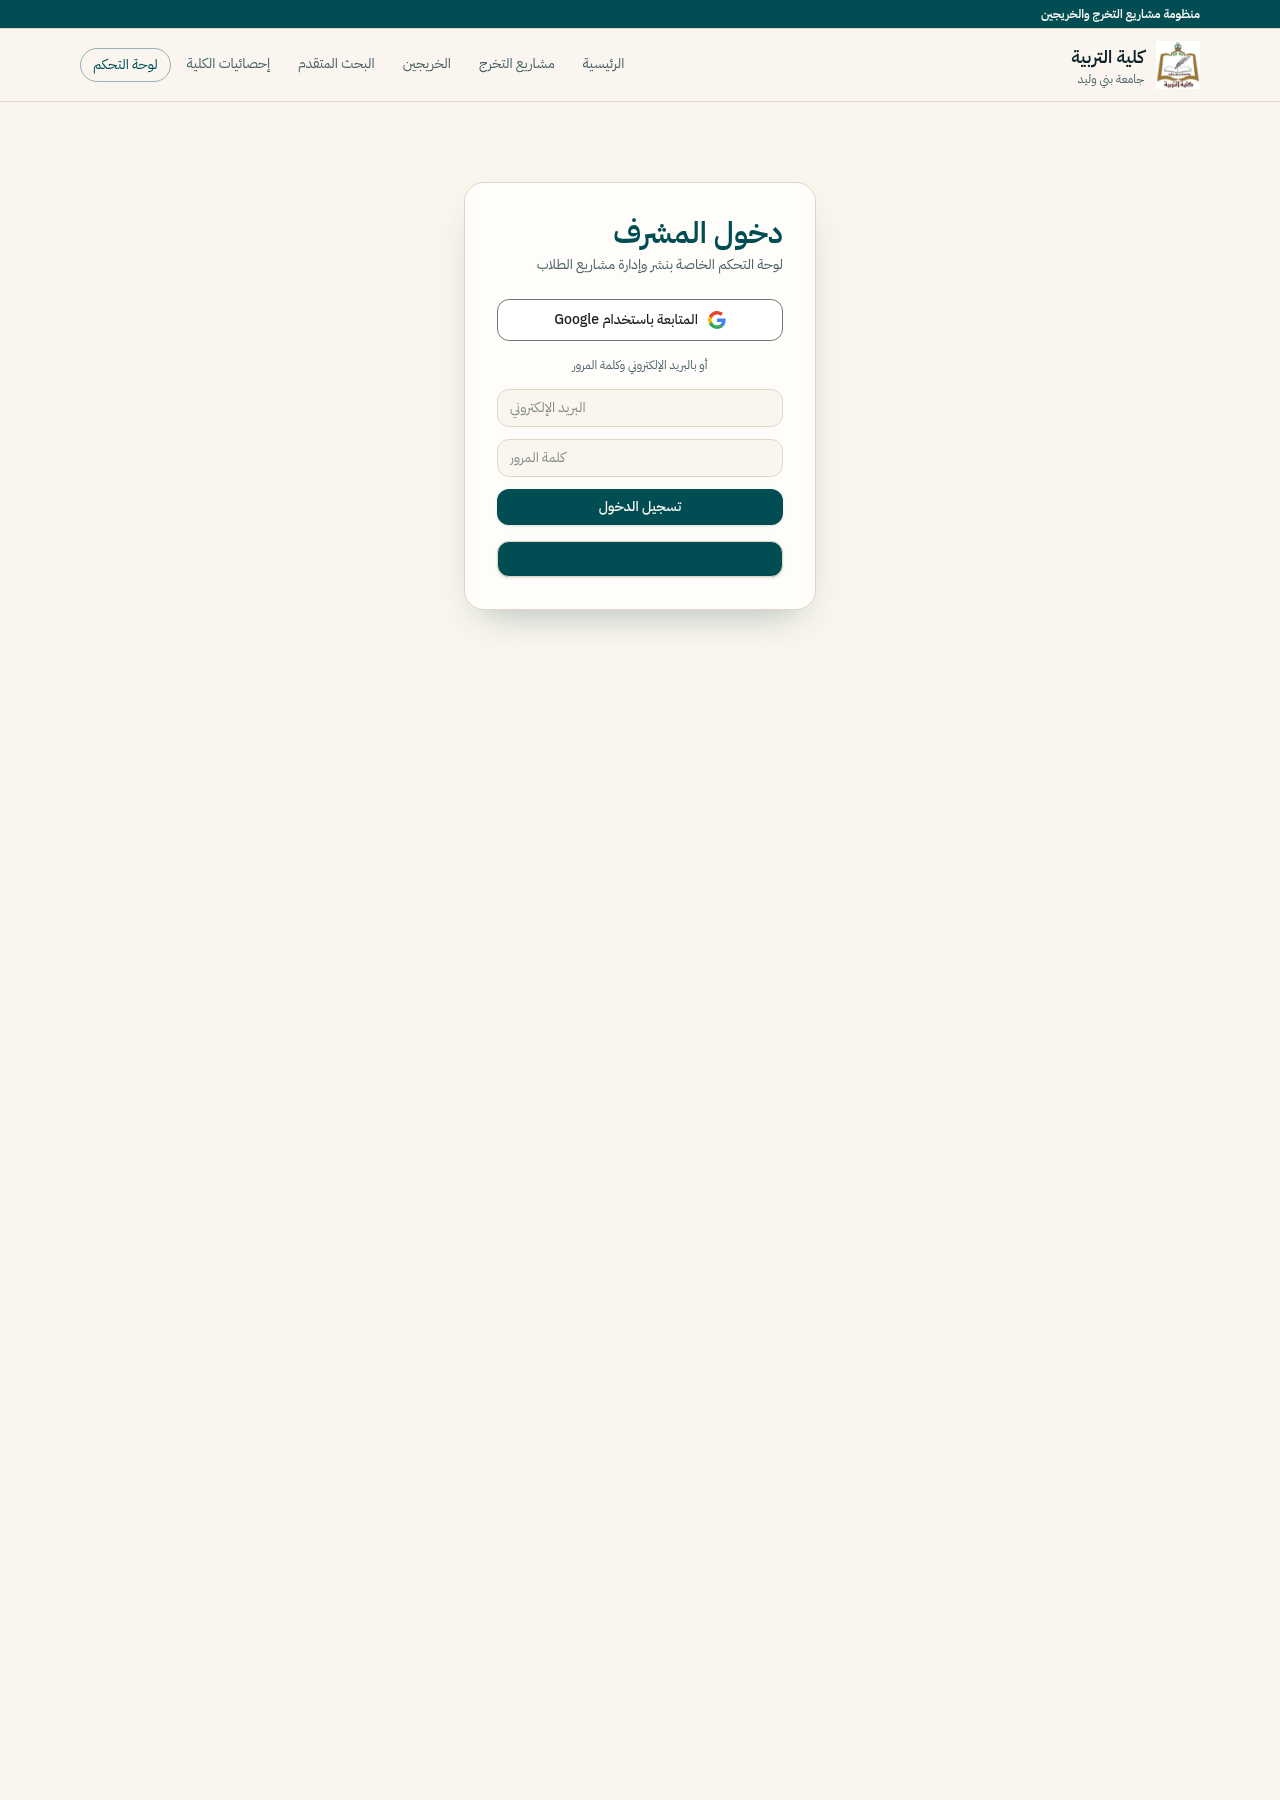 منظومة مشاريع التخرج والخريجين
كلية التربية
جامعة بني وليد
الرئيسية
مشاريع التخرج
الخريجين
البحث المتقدم
إحصائيات الكلية
لوحة التحكم
كلية التربية
دخول المشرف
لوحة التحكم الخاصة بنشر وإدارة مشاريع الطلاب
المتابعة باستخدام Google
أو بالبريد الإلكتروني وكلمة المرور
البريد الإلكتروني
كلمة المرور
تسجيل الدخول